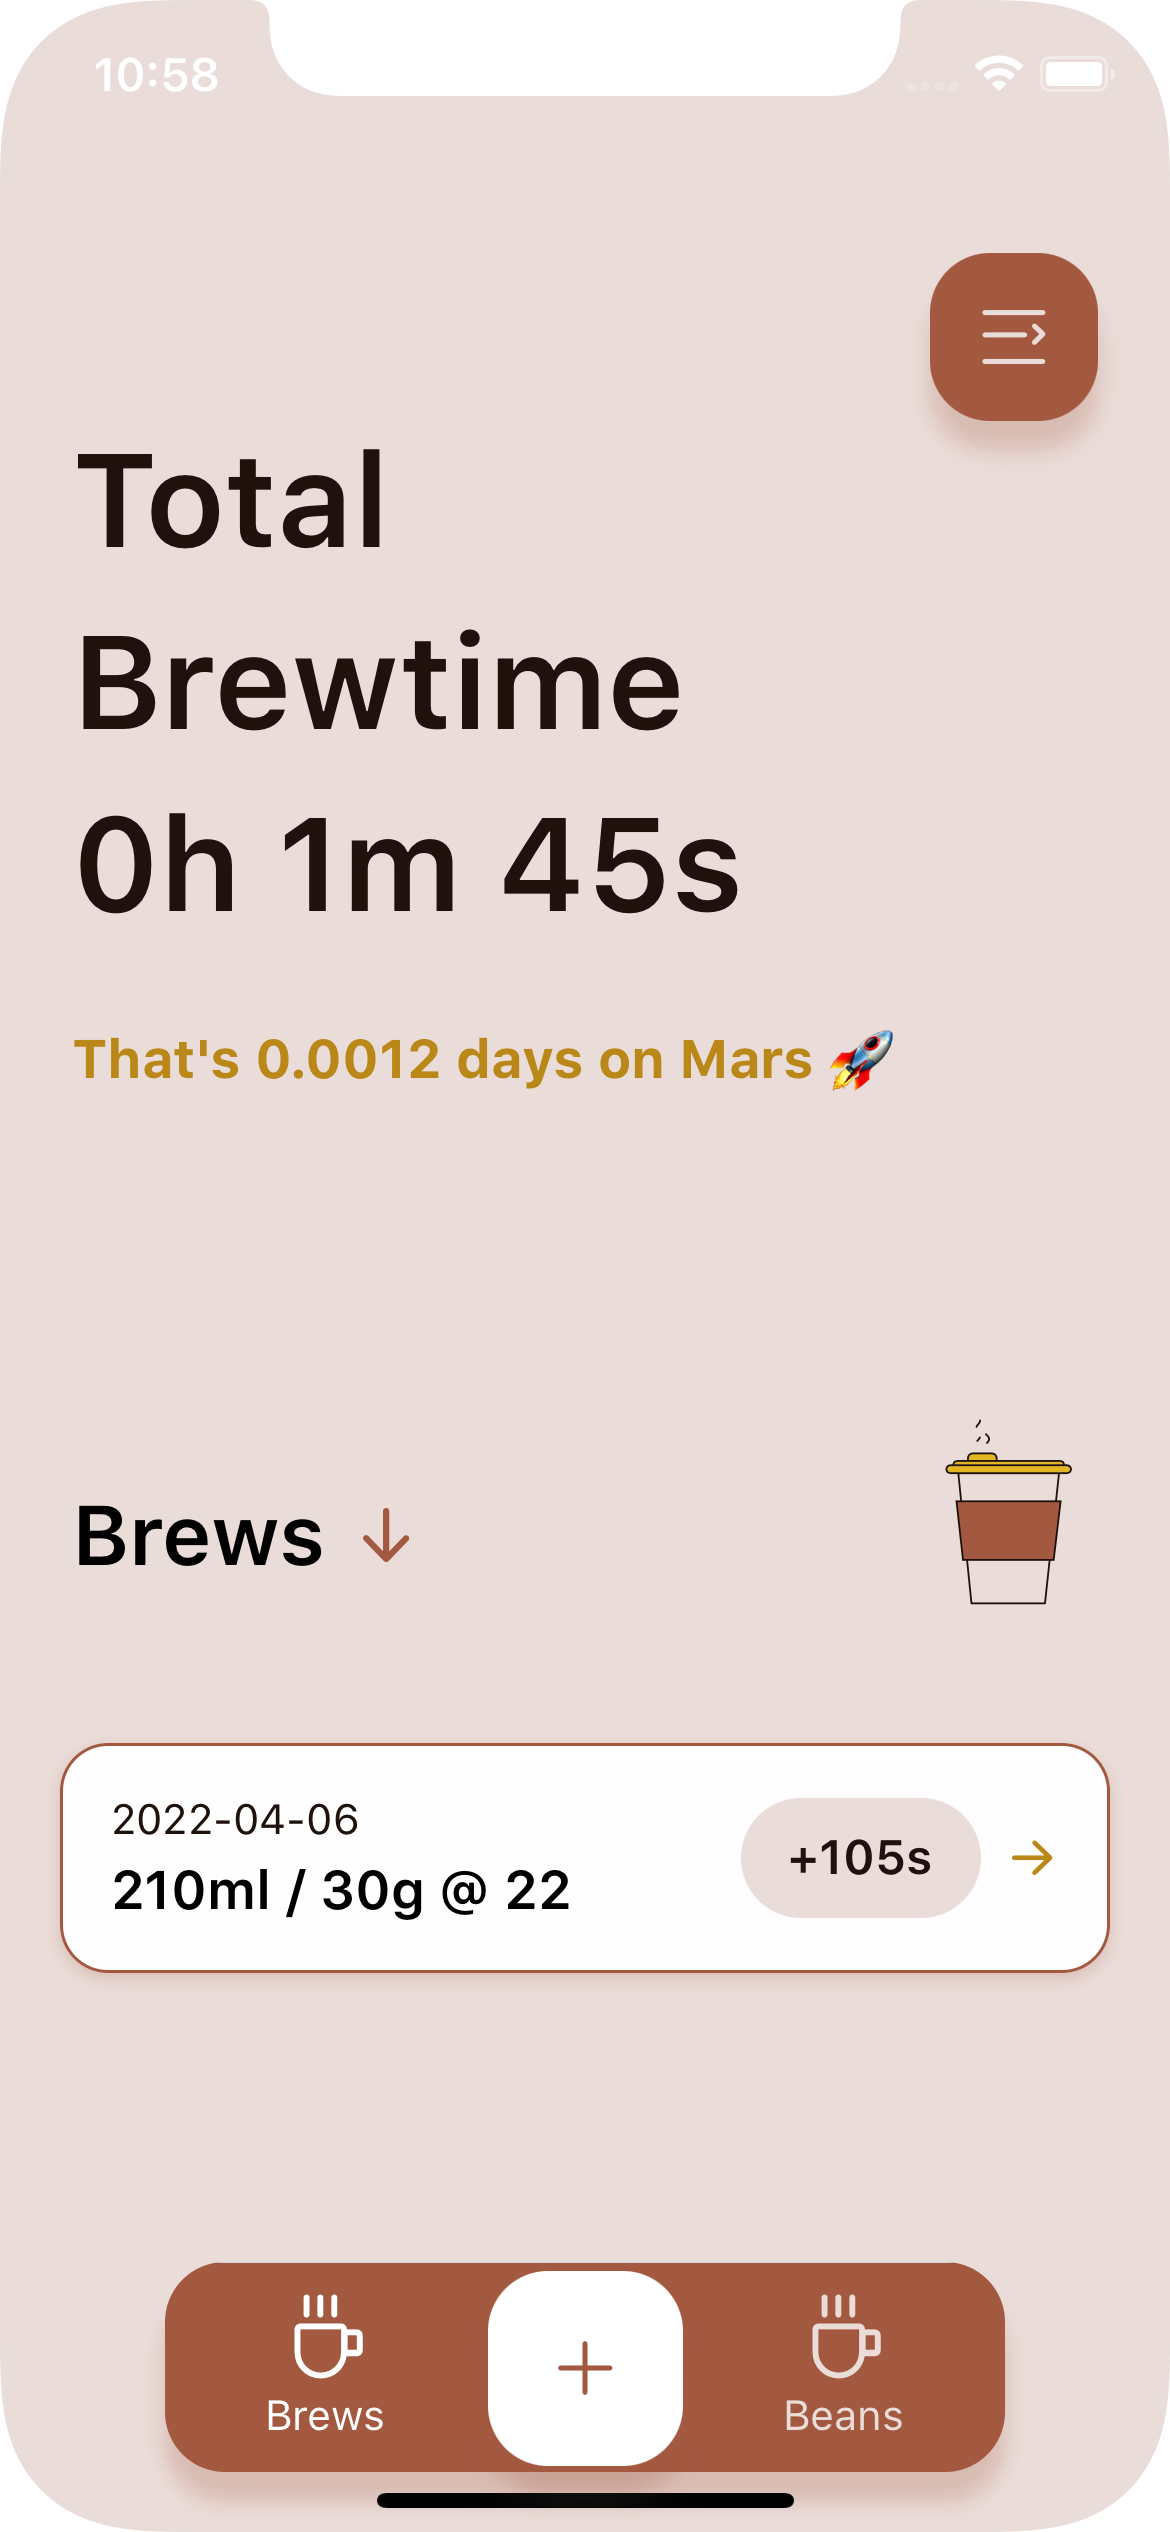 10:58
Total
Brewtime
0h 1m 45s
That's 0.0012 days on Mars 🚀
Brews
2022-04-06
210ml / 30g @ 22
+105s
Brews
Beans